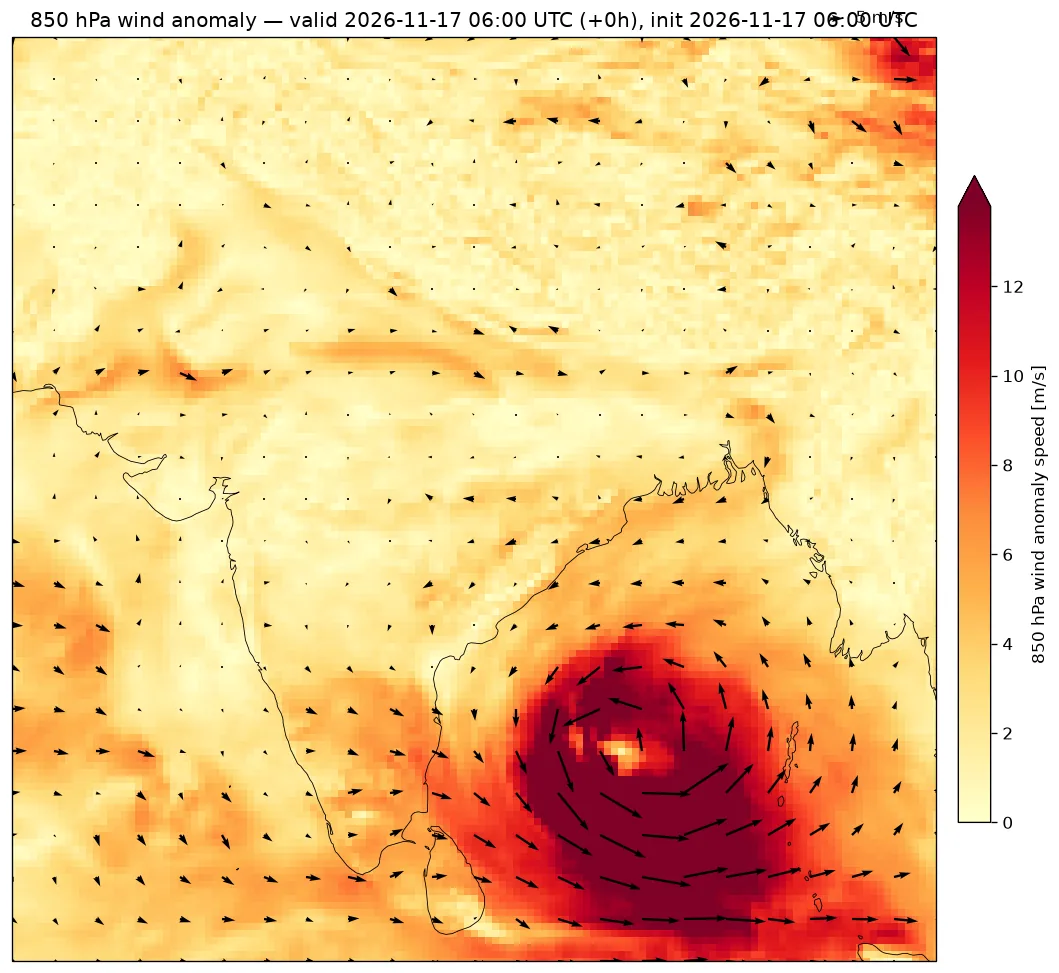 850 hPa wind anomaly — valid 2026-11-17 06:00 UTC (+0h), init 2026-11-17 06:00 UTC
5 m/s
12
10
8
6
4
2
0
850 hPa wind anomaly speed [m/s]